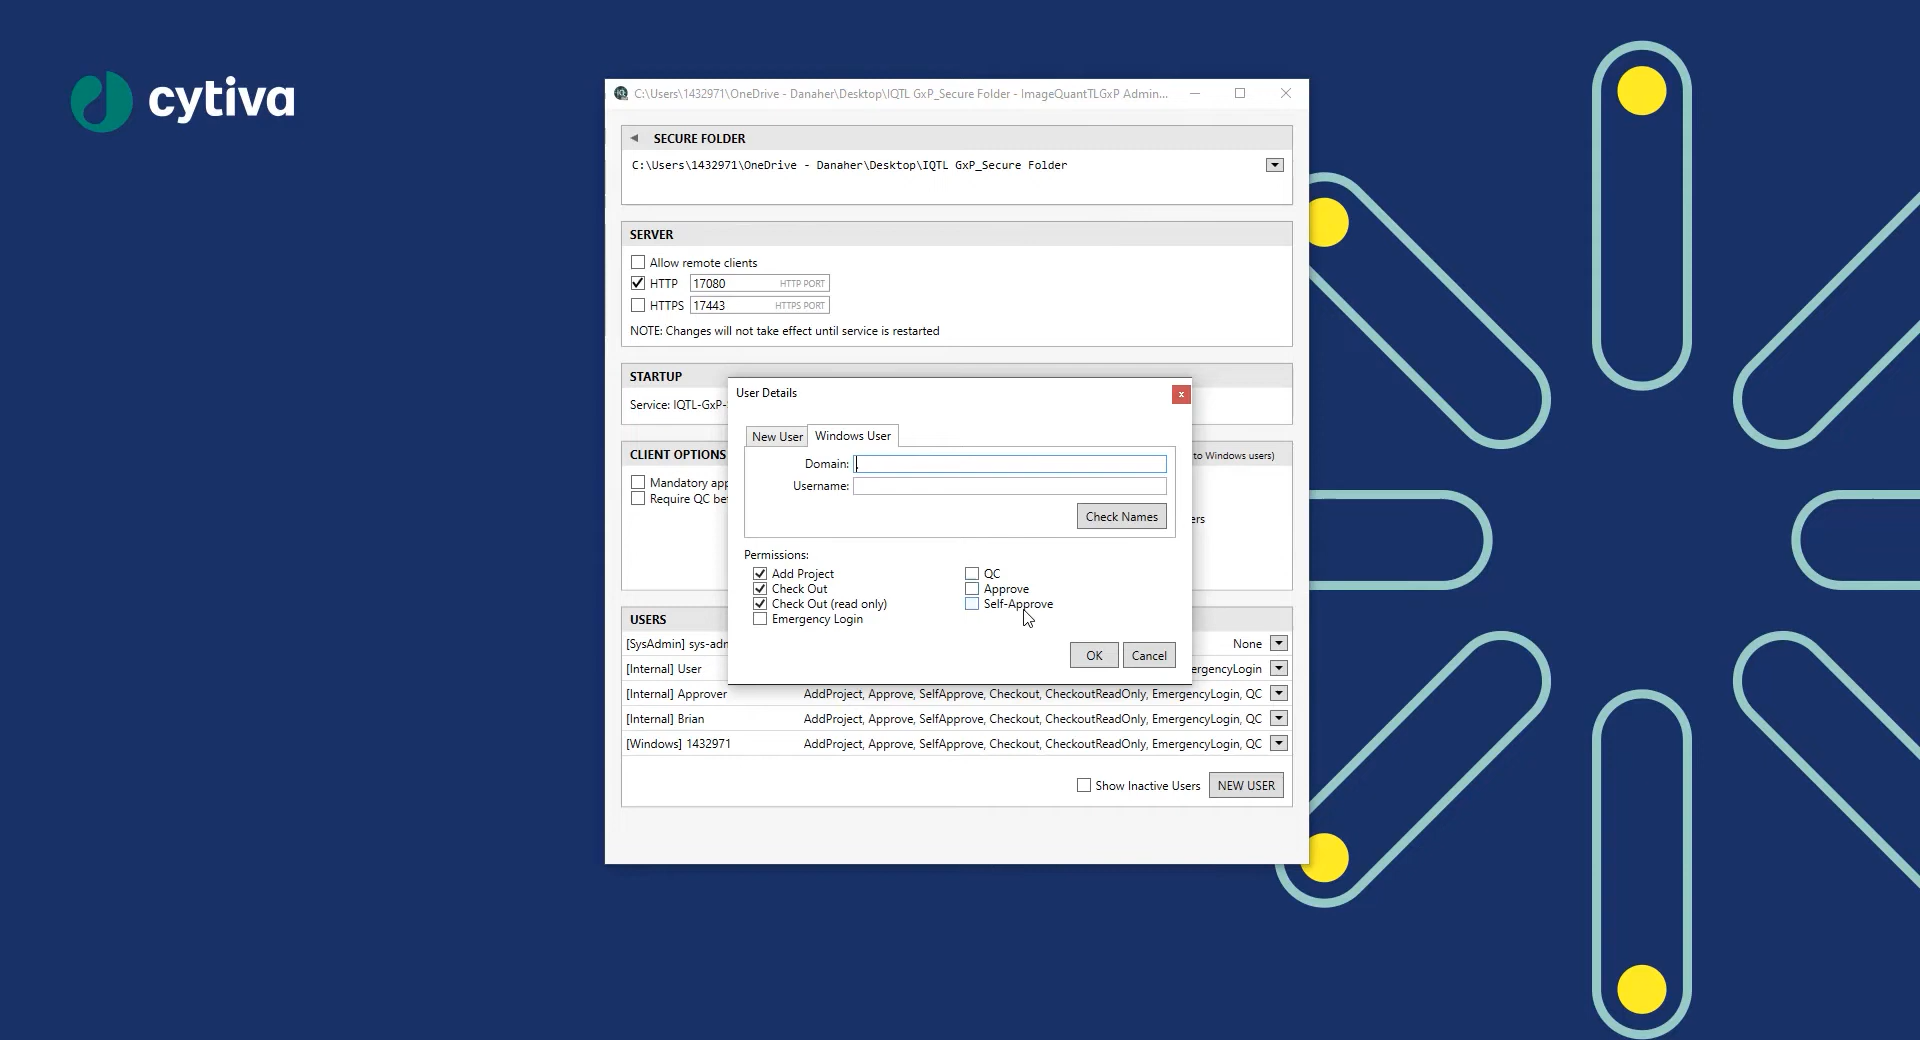 cytiva
C:\Users\1432971\OneDrive - Danaher\Desktop\IQTL GxP_Secure Folder - ImageQuantTLGxP Admin...
SECURE FOLDER
C:\Users\1432971\OneDrive - Danaher\Desktop\IQTL GxP_Secure Folder
SERVER
Allow remote clients
HTTP 17080 HTTP PORT
HTTPS 17443 HTTPS PORT
NOTE: Changes will not take effect until service is restarted
STARTUP
Service: IQTL-GxP-
CLIENT OPTIONS
to Windows users)
Mandatory app
Require QC be
ers
User Details
x
New User Windows User
Domain: .
Username:
Check Names
Permissions:
Add Project QC
Check Out Approve
Check Out (read only) Self-Approve
Emergency Login
OK Cancel
USERS
[SysAdmin] sys-adm None
[Internal] User ergencyLogin
[Internal] Approver AddProject, Approve, SelfApprove, Checkout, CheckoutReadOnly, EmergencyLogin, QC
[Internal] Brian AddProject, Approve, SelfApprove, Checkout, CheckoutReadOnly, EmergencyLogin, QC
[Windows] 1432971 AddProject, Approve, SelfApprove, Checkout, CheckoutReadOnly, EmergencyLogin, QC
Show Inactive Users NEW USER